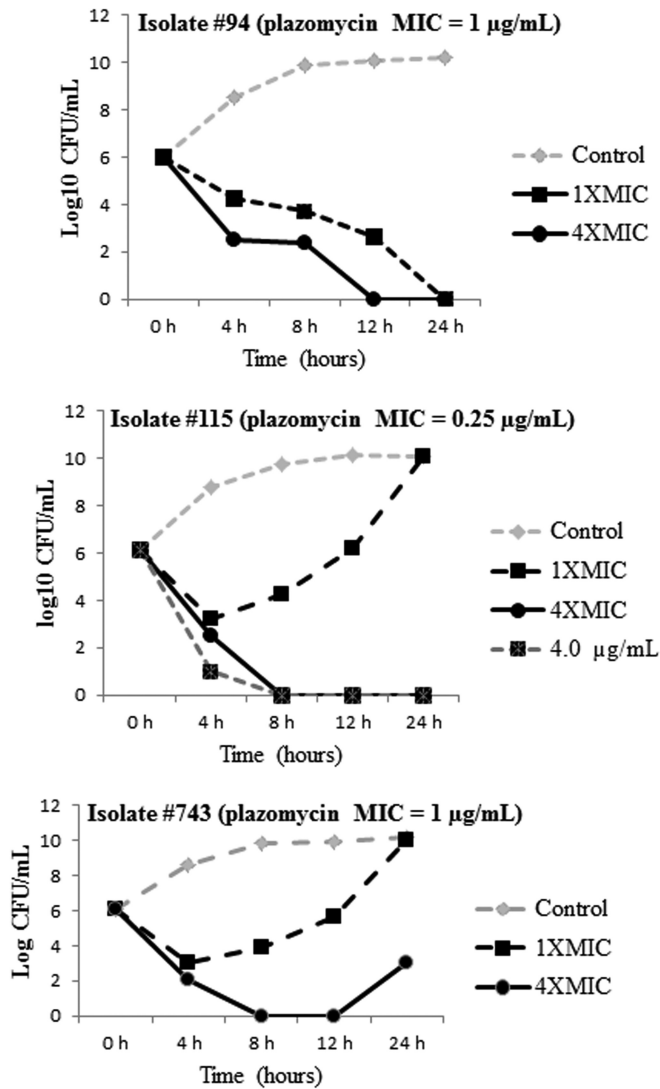 Isolate #94 (plazomycin MIC = 1 µg/mL)
12
10
8
6
4
2
0
Log10 CFU/mL
0 h 4 h 8 h 12 h 24 h
Time (hours)
Control
1XMIC
4XMIC
Isolate #115 (plazomycin MIC = 0.25 µg/mL)
12
10
8
6
4
2
0
log10 CFU/mL
0 h 4 h 8 h 12 h 24 h
Time (hours)
Control
1XMIC
4XMIC
4.0 µg/mL
Isolate #743 (plazomycin MIC = 1 µg/mL)
12
10
8
6
4
2
0
Log CFU/mL
0 h 4 h 8 h 12 h 24 h
Time (hours)
Control
1XMIC
4XMIC